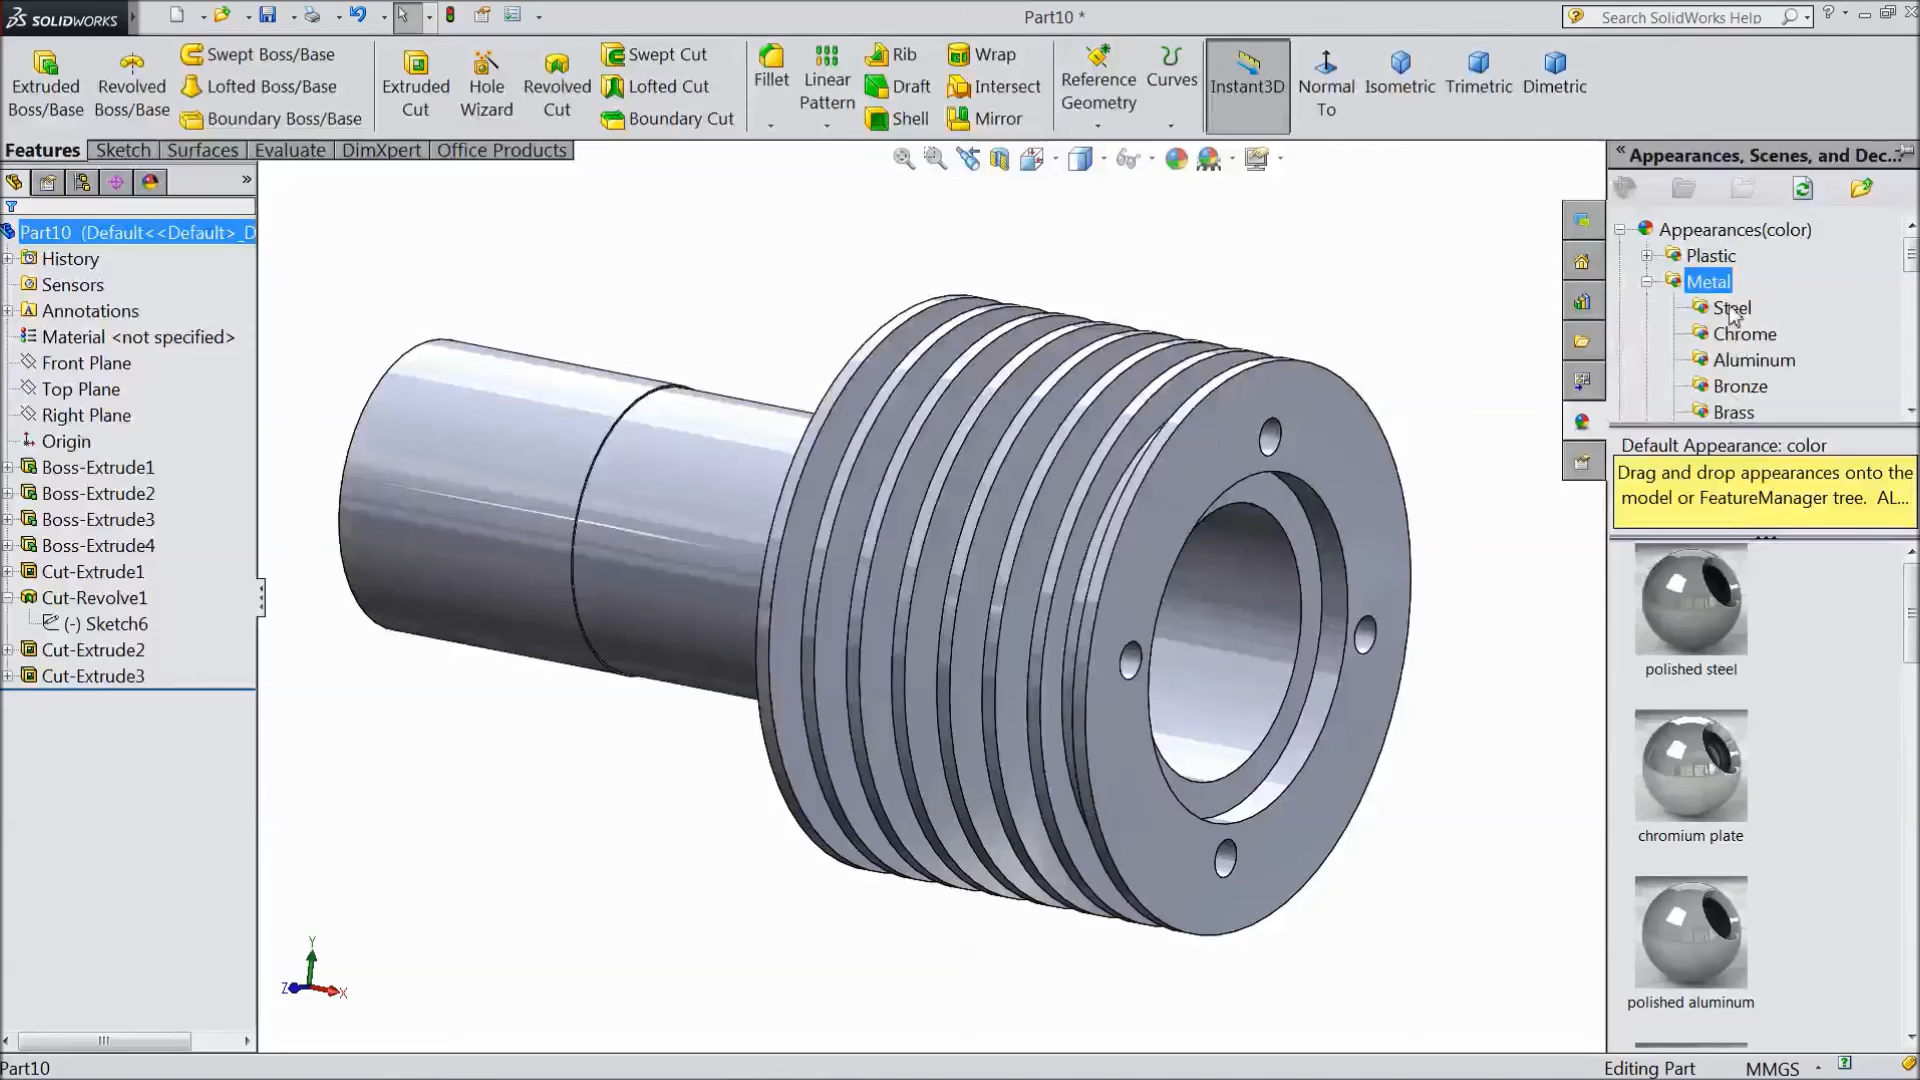 SOLIDWORKS
Part10 *
Search SolidWorks Help
Extruded Boss/Base
Revolved Boss/Base
Swept Boss/Base
Lofted Boss/Base
Boundary Boss/Base
Extruded Cut
Hole Wizard
Revolved Cut
Swept Cut
Lofted Cut
Boundary Cut
Fillet
Linear Pattern
Rib
Draft
Shell
Wrap
Intersect
Mirror
Reference Geometry
Curves
Instant3D
Normal To
Isometric
Trimetric
Dimetric
Features
Sketch
Surfaces
Evaluate
DimXpert
Office Products
Part10 (Default<<Default>_D
History
Sensors
Annotations
Material <not specified>
Front Plane
Top Plane
Right Plane
Origin
Boss-Extrude1
Boss-Extrude2
Boss-Extrude3
Boss-Extrude4
Cut-Extrude1
Cut-Revolve1
(-) Sketch6
Cut-Extrude2
Cut-Extrude3
Y
Z
X
Appearances, Scenes, and Dec...
Appearances(color)
Plastic
Metal
Steel
Chrome
Aluminum
Bronze
Brass
Default Appearance: color
Drag and drop appearances onto the
model or FeatureManager tree. AL...
polished steel
chromium plate
polished aluminum
Part10
Editing Part
MMGS